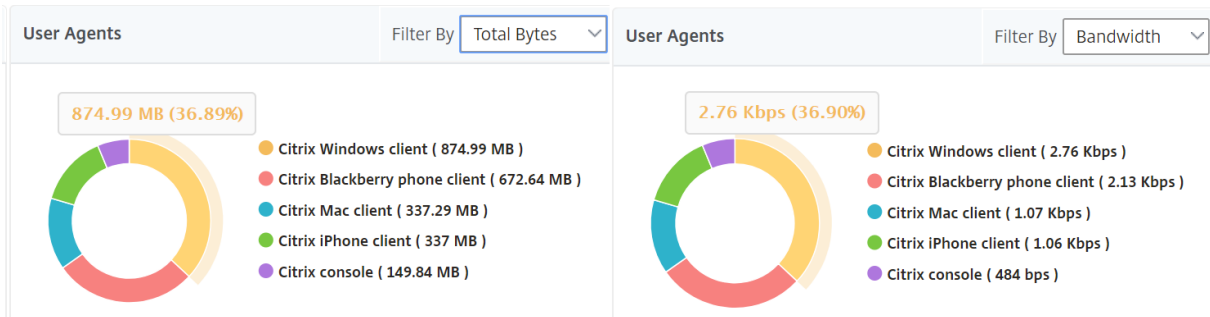 User Agents
Filter By Total Bytes
874.99 MB (36.89%)
Citrix Windows client ( 874.99 MB )
Citrix Blackberry phone client ( 672.64 MB )
Citrix Mac client ( 337.29 MB )
Citrix iPhone client ( 337 MB )
Citrix console ( 149.84 MB )
User Agents
Filter By Bandwidth
2.76 Kbps (36.90%)
Citrix Windows client ( 2.76 Kbps )
Citrix Blackberry phone client ( 2.13 Kbps )
Citrix Mac client ( 1.07 Kbps )
Citrix iPhone client ( 1.06 Kbps )
Citrix console ( 484 bps )